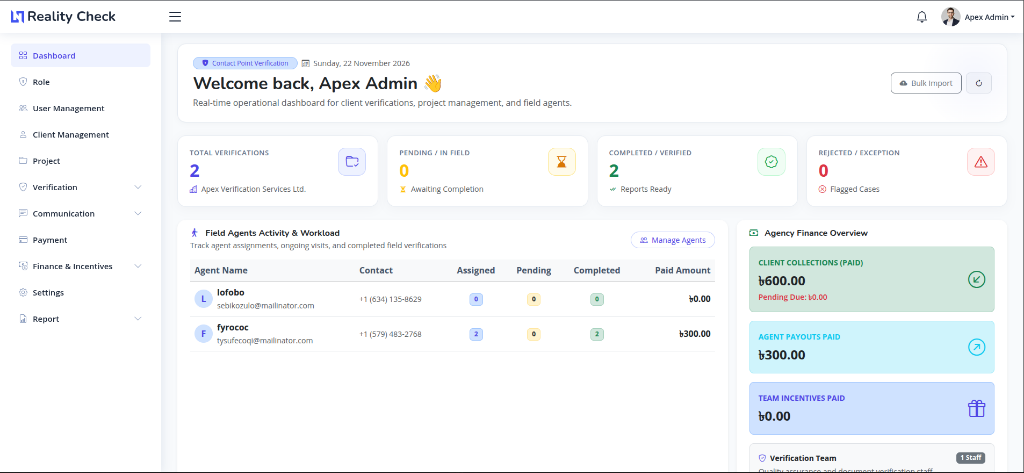 Reality Check
Apex Admin
Dashboard
Role
User Management
Client Management
Project
Verification
Communication
Payment
Finance & Incentives
Settings
Report
Contact Point Verification Sunday, 22 November 2026
Welcome back, Apex Admin 👋
Real-time operational dashboard for client verifications, project management, and field agents.
Bulk Import
TOTAL VERIFICATIONS
2
Apex Verification Services Ltd.
PENDING / IN FIELD
0
Awaiting Completion
COMPLETED / VERIFIED
2
Reports Ready
REJECTED / EXCEPTION
0
Flagged Cases
Field Agents Activity & Workload
Track agent assignments, ongoing visits, and completed field verifications
Manage Agents
Agent Name Contact Assigned Pending Completed Paid Amount
L lofobo
sebikozulo@mailinator.com +1 (634) 135-8629 0 0 0 ৳0.00
F fyrococ
tysufecoqi@mailinator.com +1 (579) 483-2768 2 0 2 ৳300.00
Agency Finance Overview
CLIENT COLLECTIONS (PAID)
৳600.00
Pending Due: ৳0.00
AGENT PAYOUTS PAID
৳300.00
TEAM INCENTIVES PAID
৳0.00
Verification Team 1 Staff
Quality assurance and document verification staff